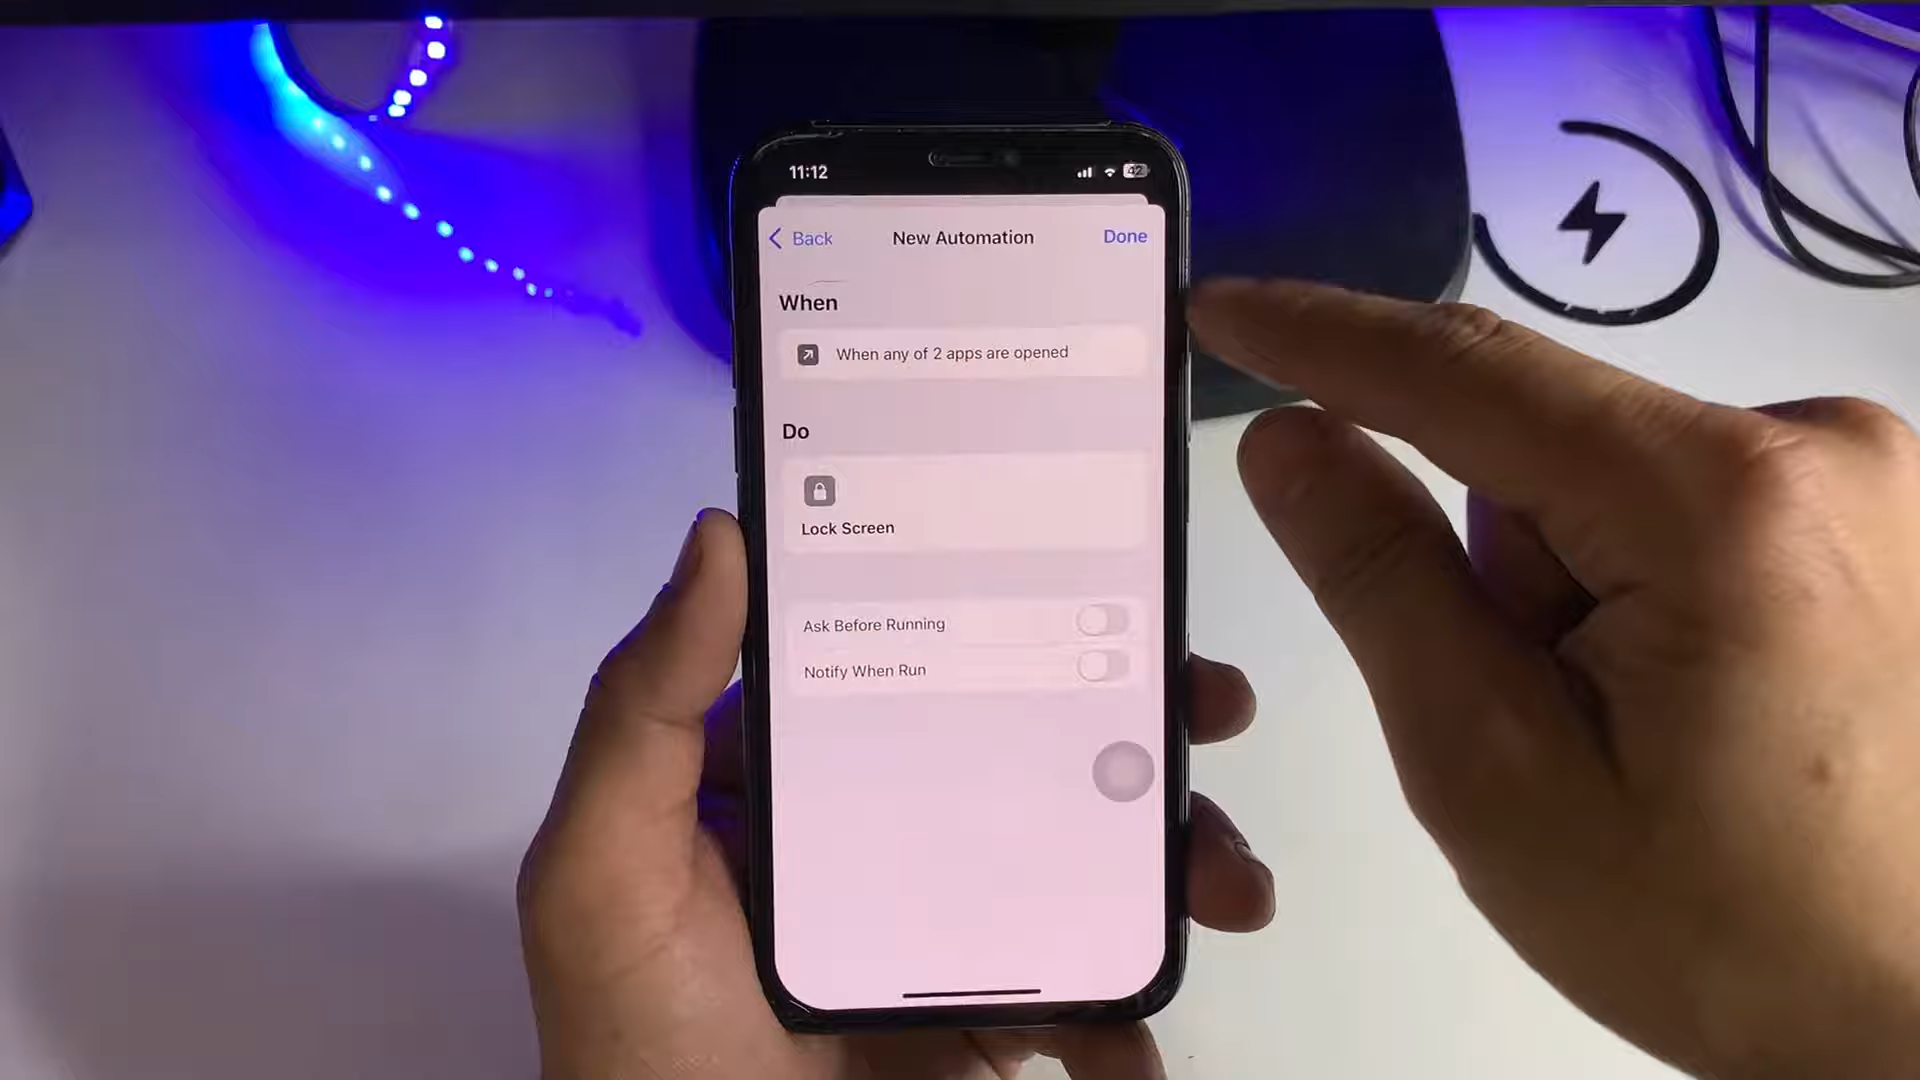 11:12
42
Back
New Automation
Done
When
When any of 2 apps are opened
Do
Lock Screen
Ask Before Running
Notify When Run